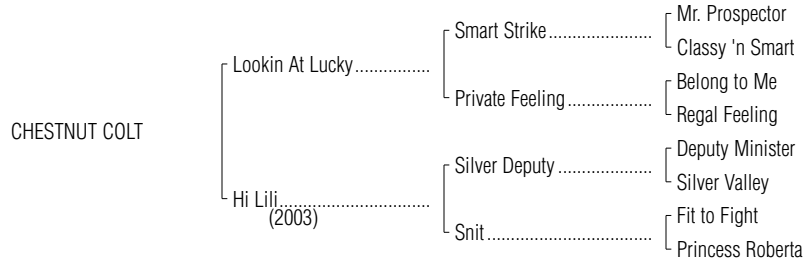 Mr. Prospector
Smart Strike......................
Classy 'n Smart
Lookin At Lucky................
Belong to Me
Private Feeling..................
Regal Feeling
CHESTNUT COLT
Deputy Minister
Silver Deputy ....................
Silver Valley
Hi Lili................................
(2003)
Fit to Fight
Snit...................................
Princess Roberta